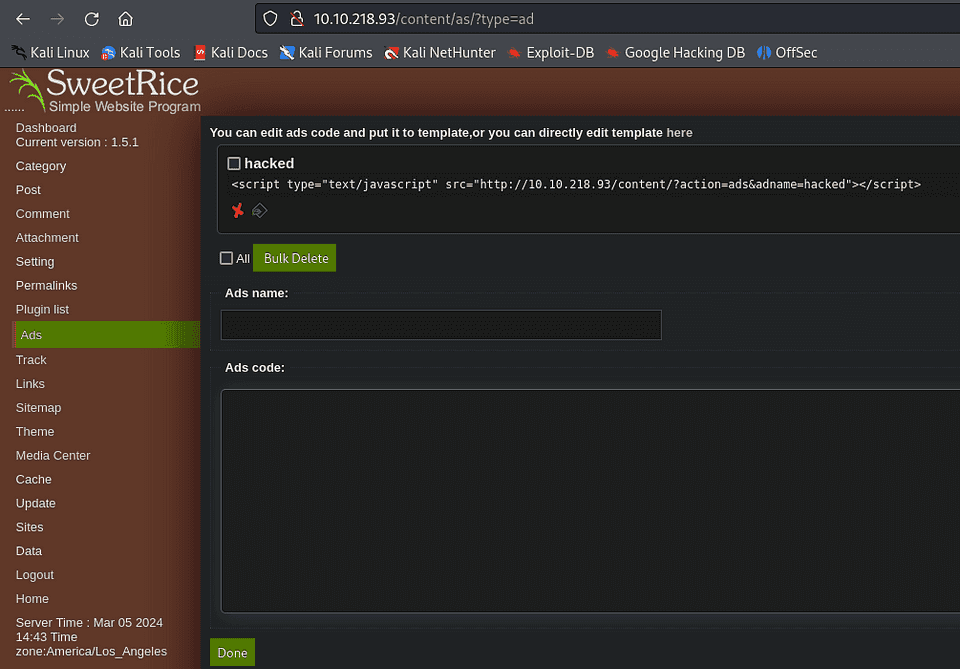 10.10.218.93/content/as/?type=ad
Kali Linux Kali Tools Kali Docs Kali Forums Kali NetHunter Exploit-DB Google Hacking DB OffSec
SweetRice
...... Simple Website Program
Dashboard
Current version : 1.5.1
Category
Post
Comment
Attachment
Setting
Permalinks
Plugin list
Ads
Track
Links
Sitemap
Theme
Media Center
Cache
Update
Sites
Data
Logout
Home
Server Time : Mar 05 2024
14:43 Time
zone:America/Los_Angeles
You can edit ads code and put it to template,or you can directly edit template here
hacked
<script type="text/javascript" src="http://10.10.218.93/content/?action=ads&adname=hacked"></script>
All Bulk Delete
Ads name:
Ads code:
Done